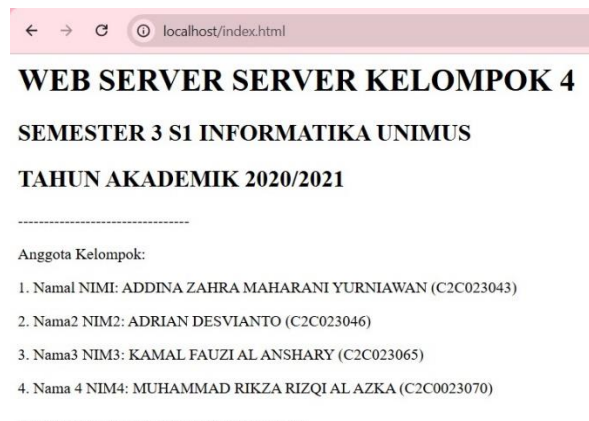 localhost/index.html
WEB SERVER SERVER KELOMPOK 4
SEMESTER 3 S1 INFORMATIKA UNIMUS
TAHUN AKADEMIK 2020/2021
---------------------------------
Anggota Kelompok:
1. Namal NIMI: ADDINA ZAHRA MAHARANI YURNIAWAN (C2C023043)
2. Nama2 NIM2: ADRIAN DESVIANTO (C2C023046)
3. Nama3 NIM3: KAMAL FAUZI AL ANSHARY (C2C023065)
4. Nama 4 NIM4: MUHAMMAD RIKZA RIZQI AL AZKA (C2C0023070)